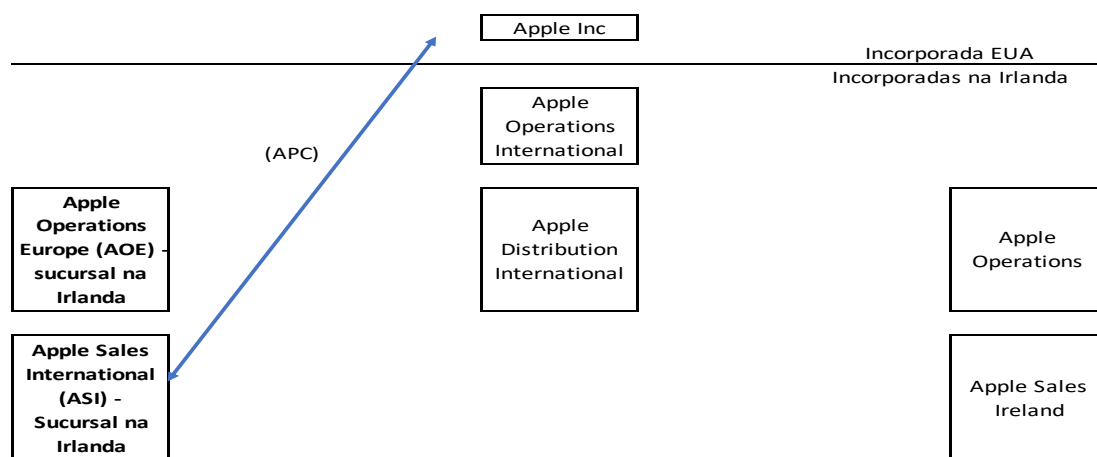 Apple Inc
Incorporada EUA
Incorporadas na Irlanda
Apple
Operations
International
(APC)
Apple
Operations
Europe (AOE) -
sucursal na
Irlanda
Apple
Distribution
International
Apple
Operations
Apple Sales
International
(ASI) -
Sucursal na
Irlanda
Apple Sales
Ireland